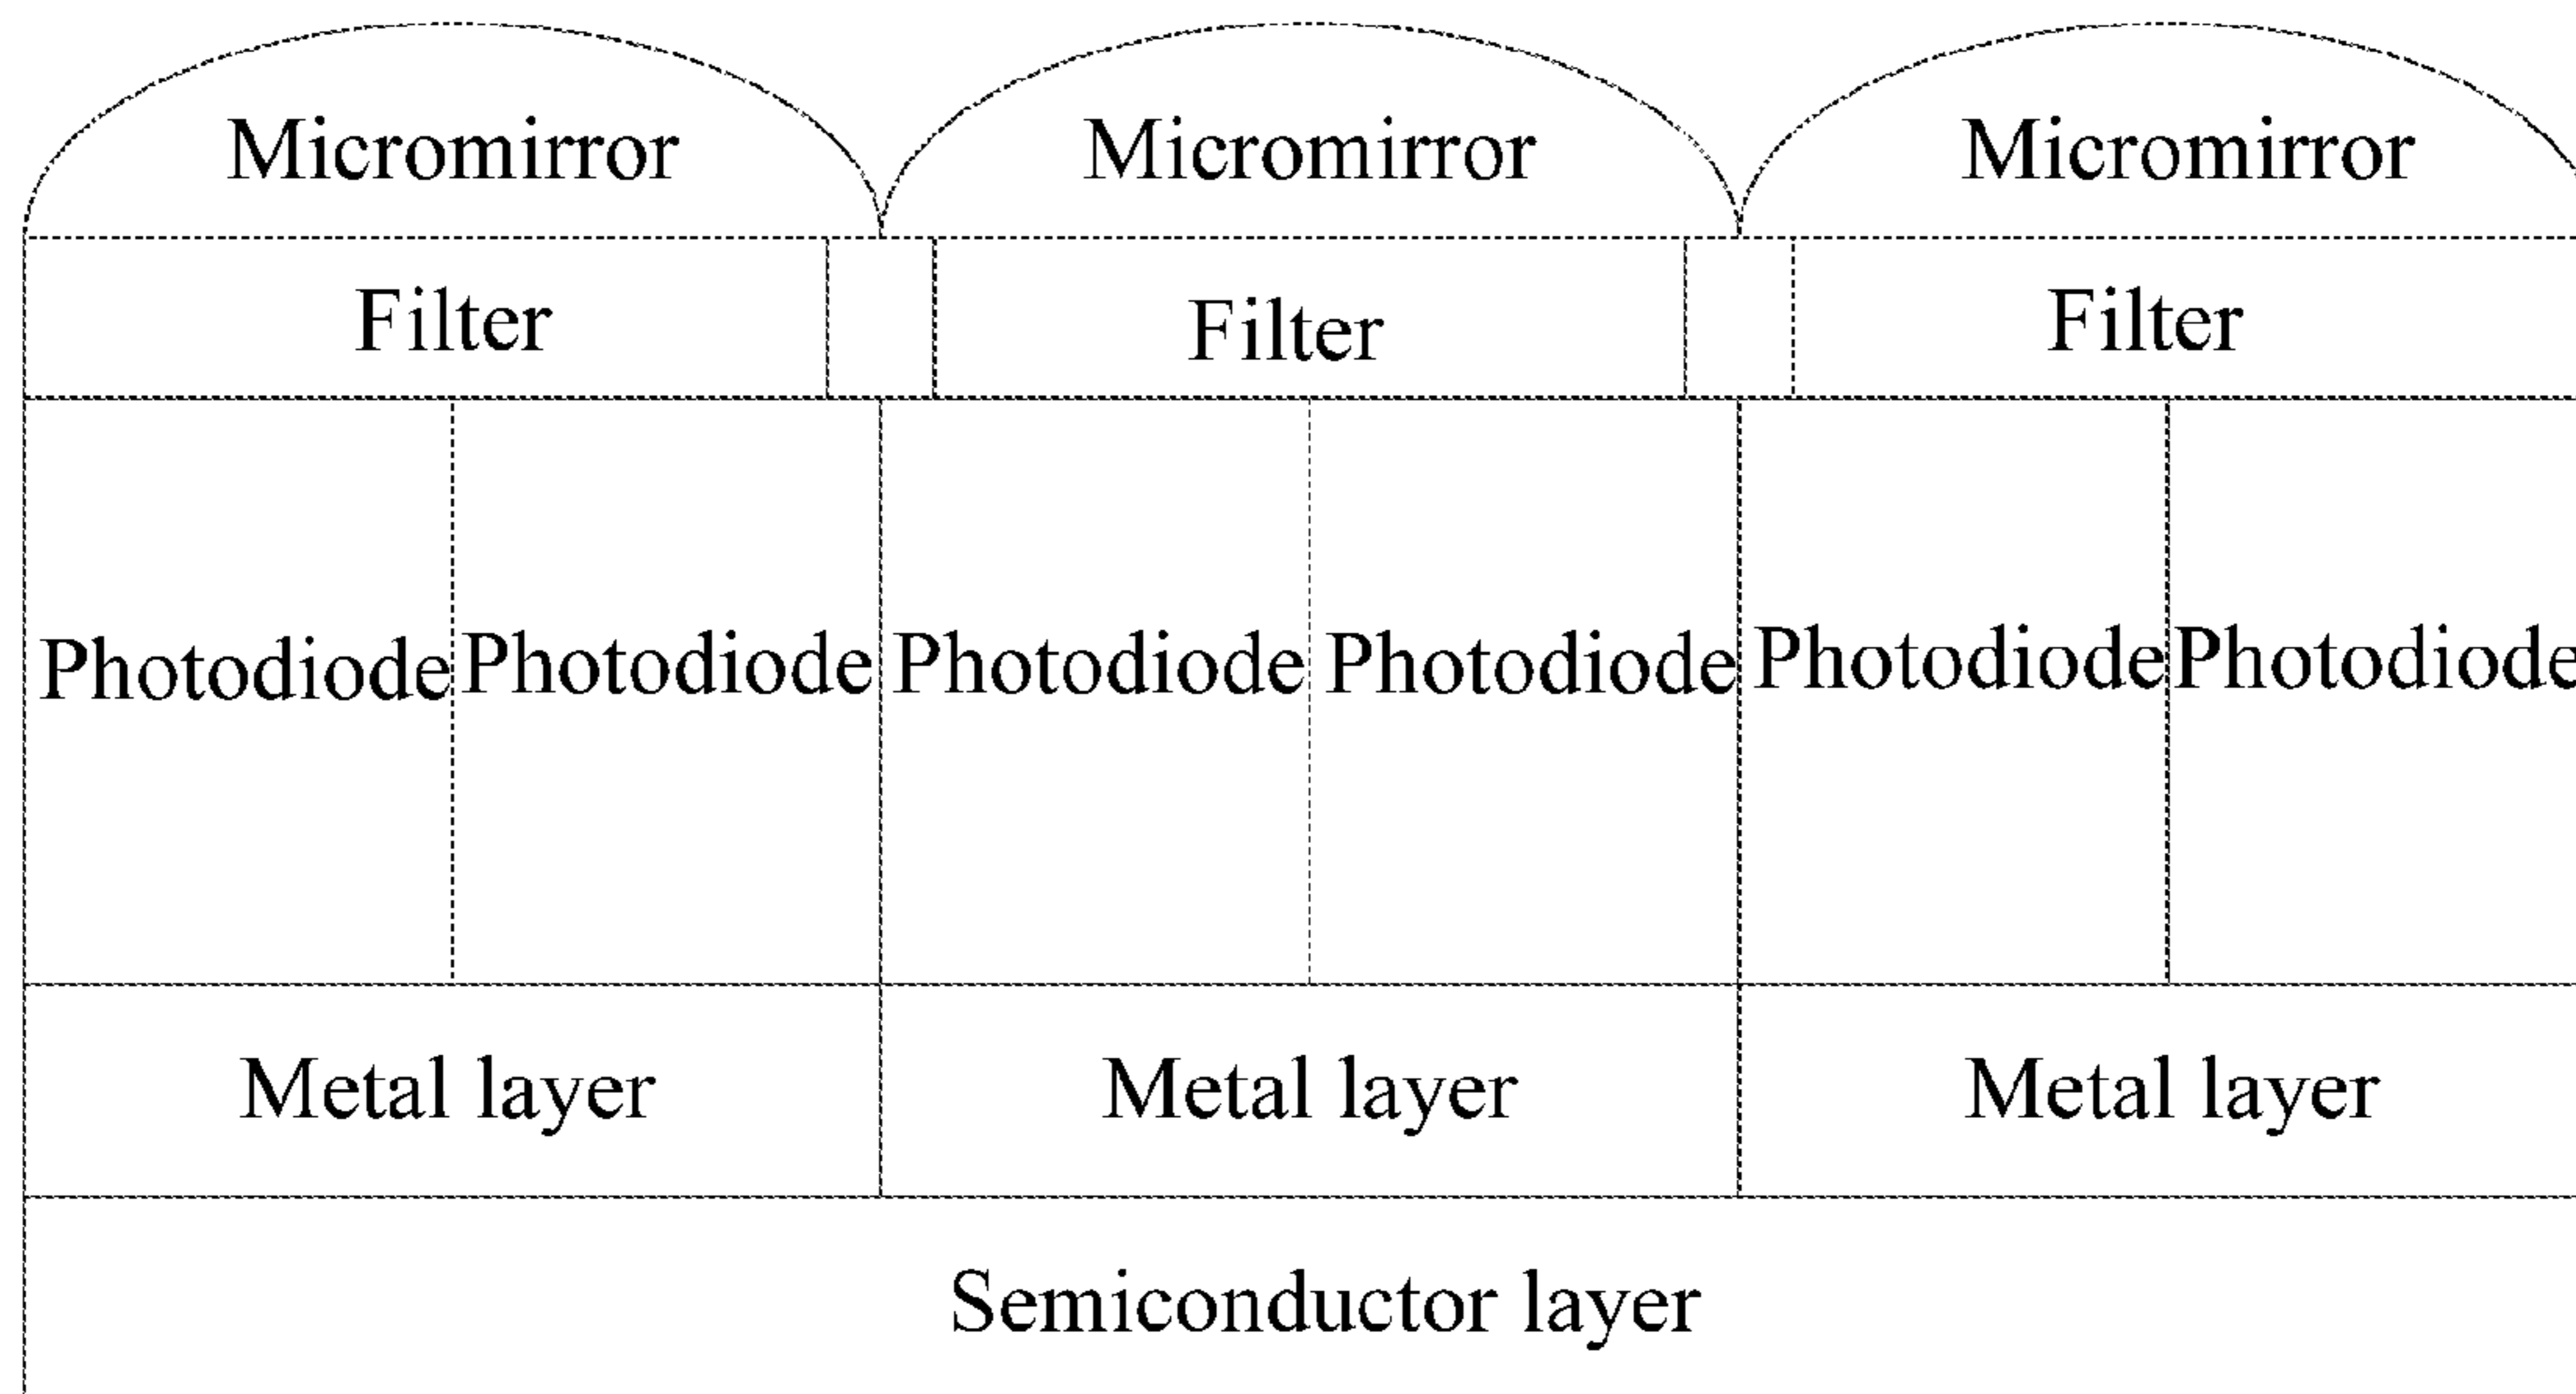 Micromirror Micromirror Micromirror
Filter Filter Filter
Photodiode Photodiode Photodiode Photodiode Photodiode Photodiode
Metal layer Metal layer Metal layer
Semiconductor layer